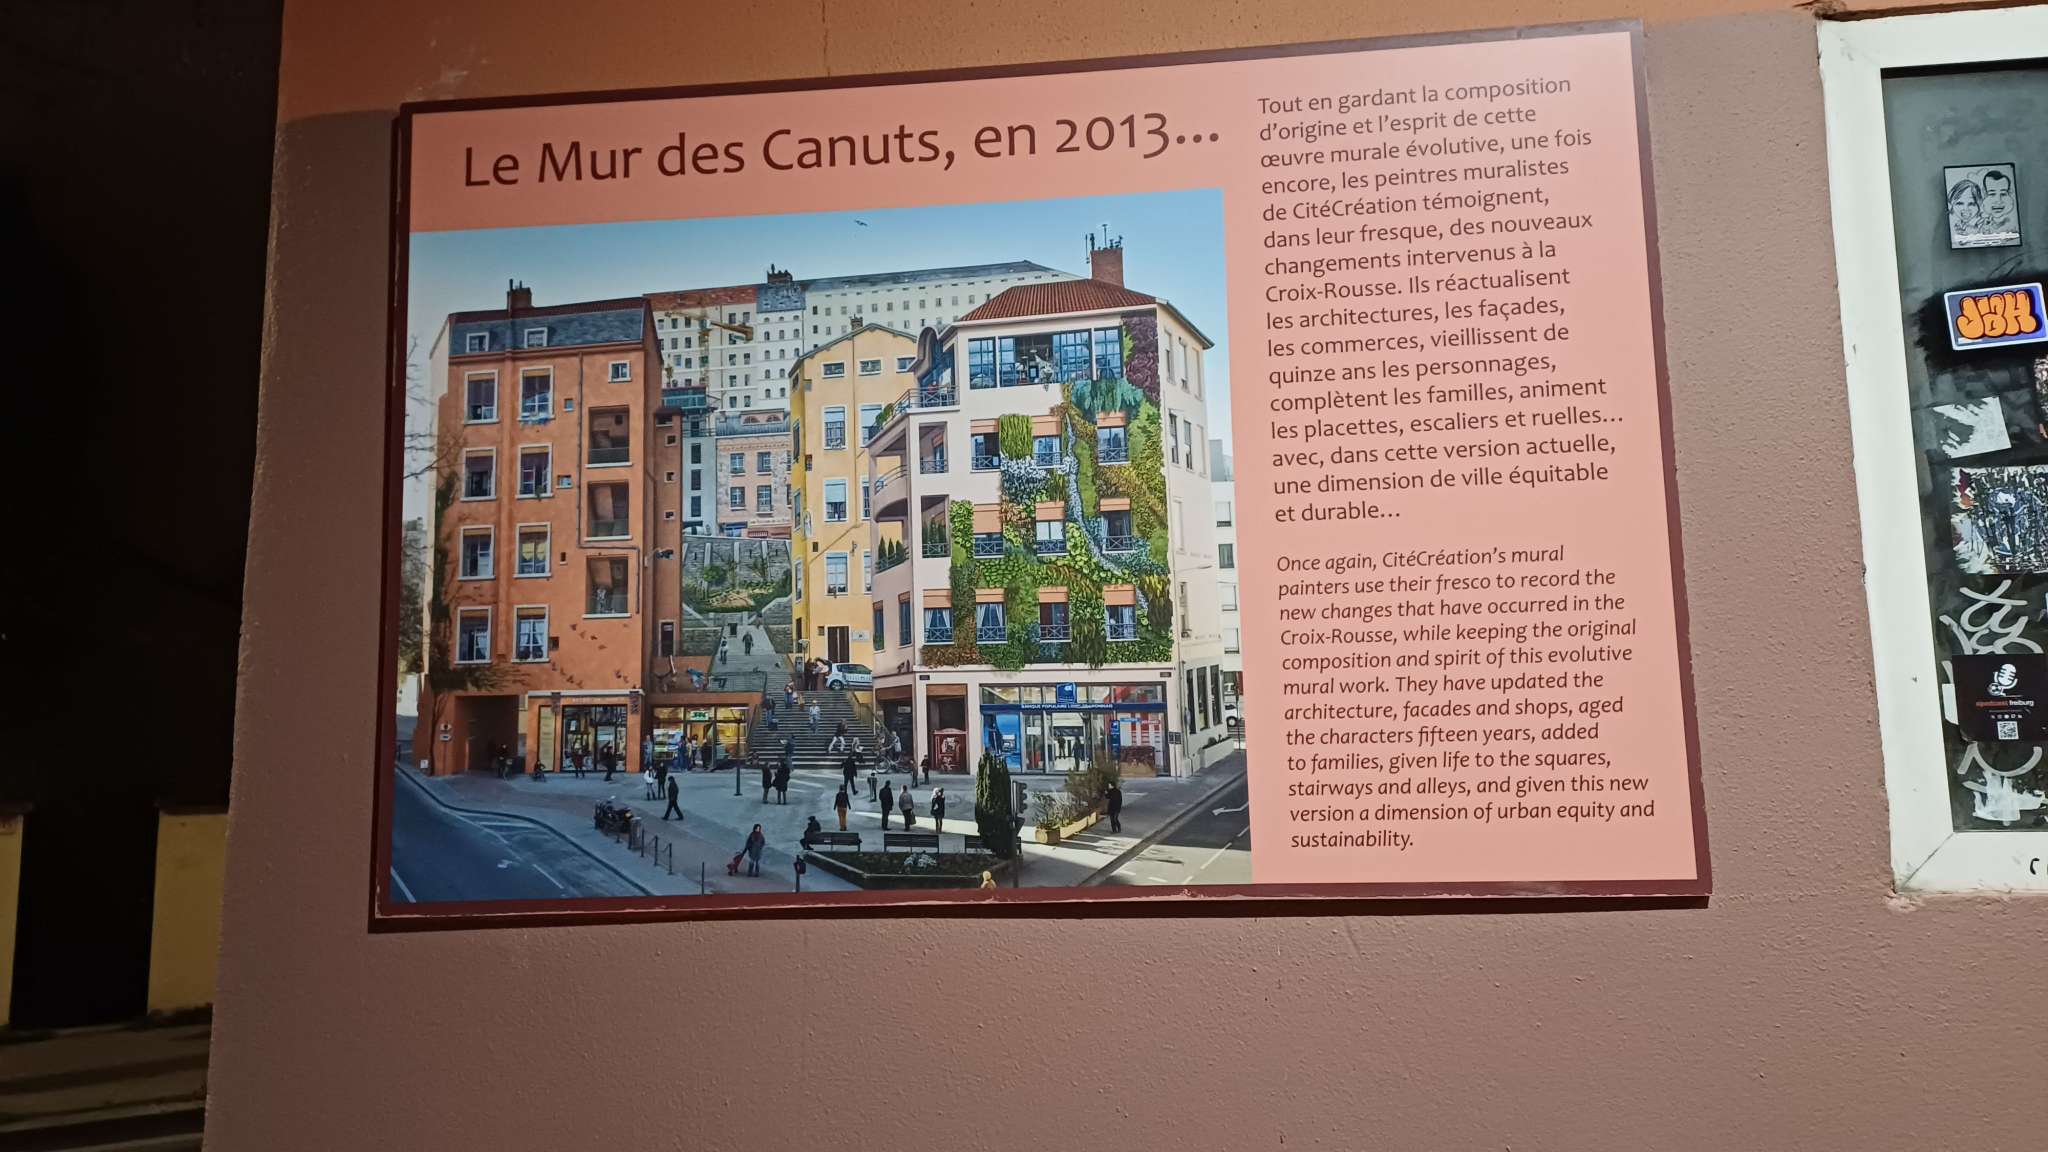 Le Mur des Canuts, en 2013...
Tout en gardant la composition
d'origine et l'esprit de cette
œuvre murale évolutive, une fois
encore, les peintres muralistes
de CitéCréation témoignent,
dans leur fresque, des nouveaux
changements intervenus à la
Croix-Rousse. Ils réactualisent
les architectures, les façades,
les commerces, vieillissent de
quinze ans les personnages,
complètent les familles, animent
les placettes, escaliers et ruelles...
avec, dans cette version actuelle,
une dimension de ville équitable
et durable...
Once again, CitéCréation's mural
painters use their fresco to record the
new changes that have occurred in the
Croix-Rousse, while keeping the original
composition and spirit of this evolutive
mural work. They have updated the
architecture, facades and shops, aged
the characters fifteen years, added
to families, given life to the squares,
stairways and alleys, and given this new
version a dimension of urban equity and
sustainability.
BANQUE POPULAIRE